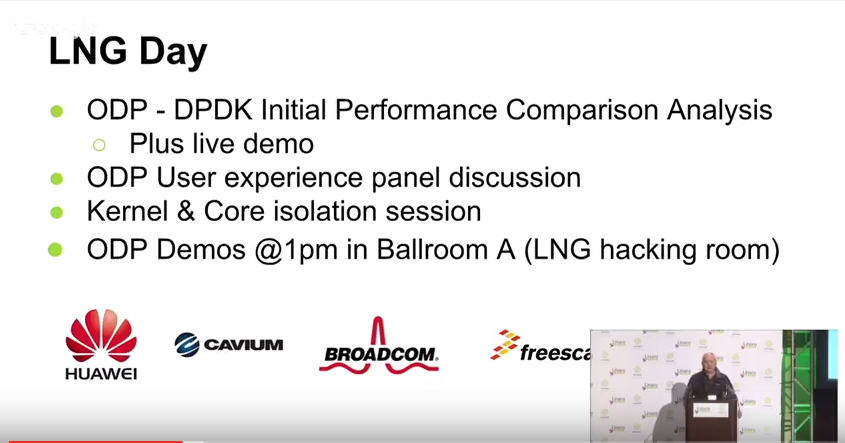 Google
LNG Day
ODP - DPDK Initial Performance Comparison Analysis
Plus live demo
ODP User experience panel discussion
Kernel & Core isolation session
ODP Demos @1pm in Ballroom A (LNG hacking room)
HUAWEI
CAVIUM
BROADCOM.
freesca